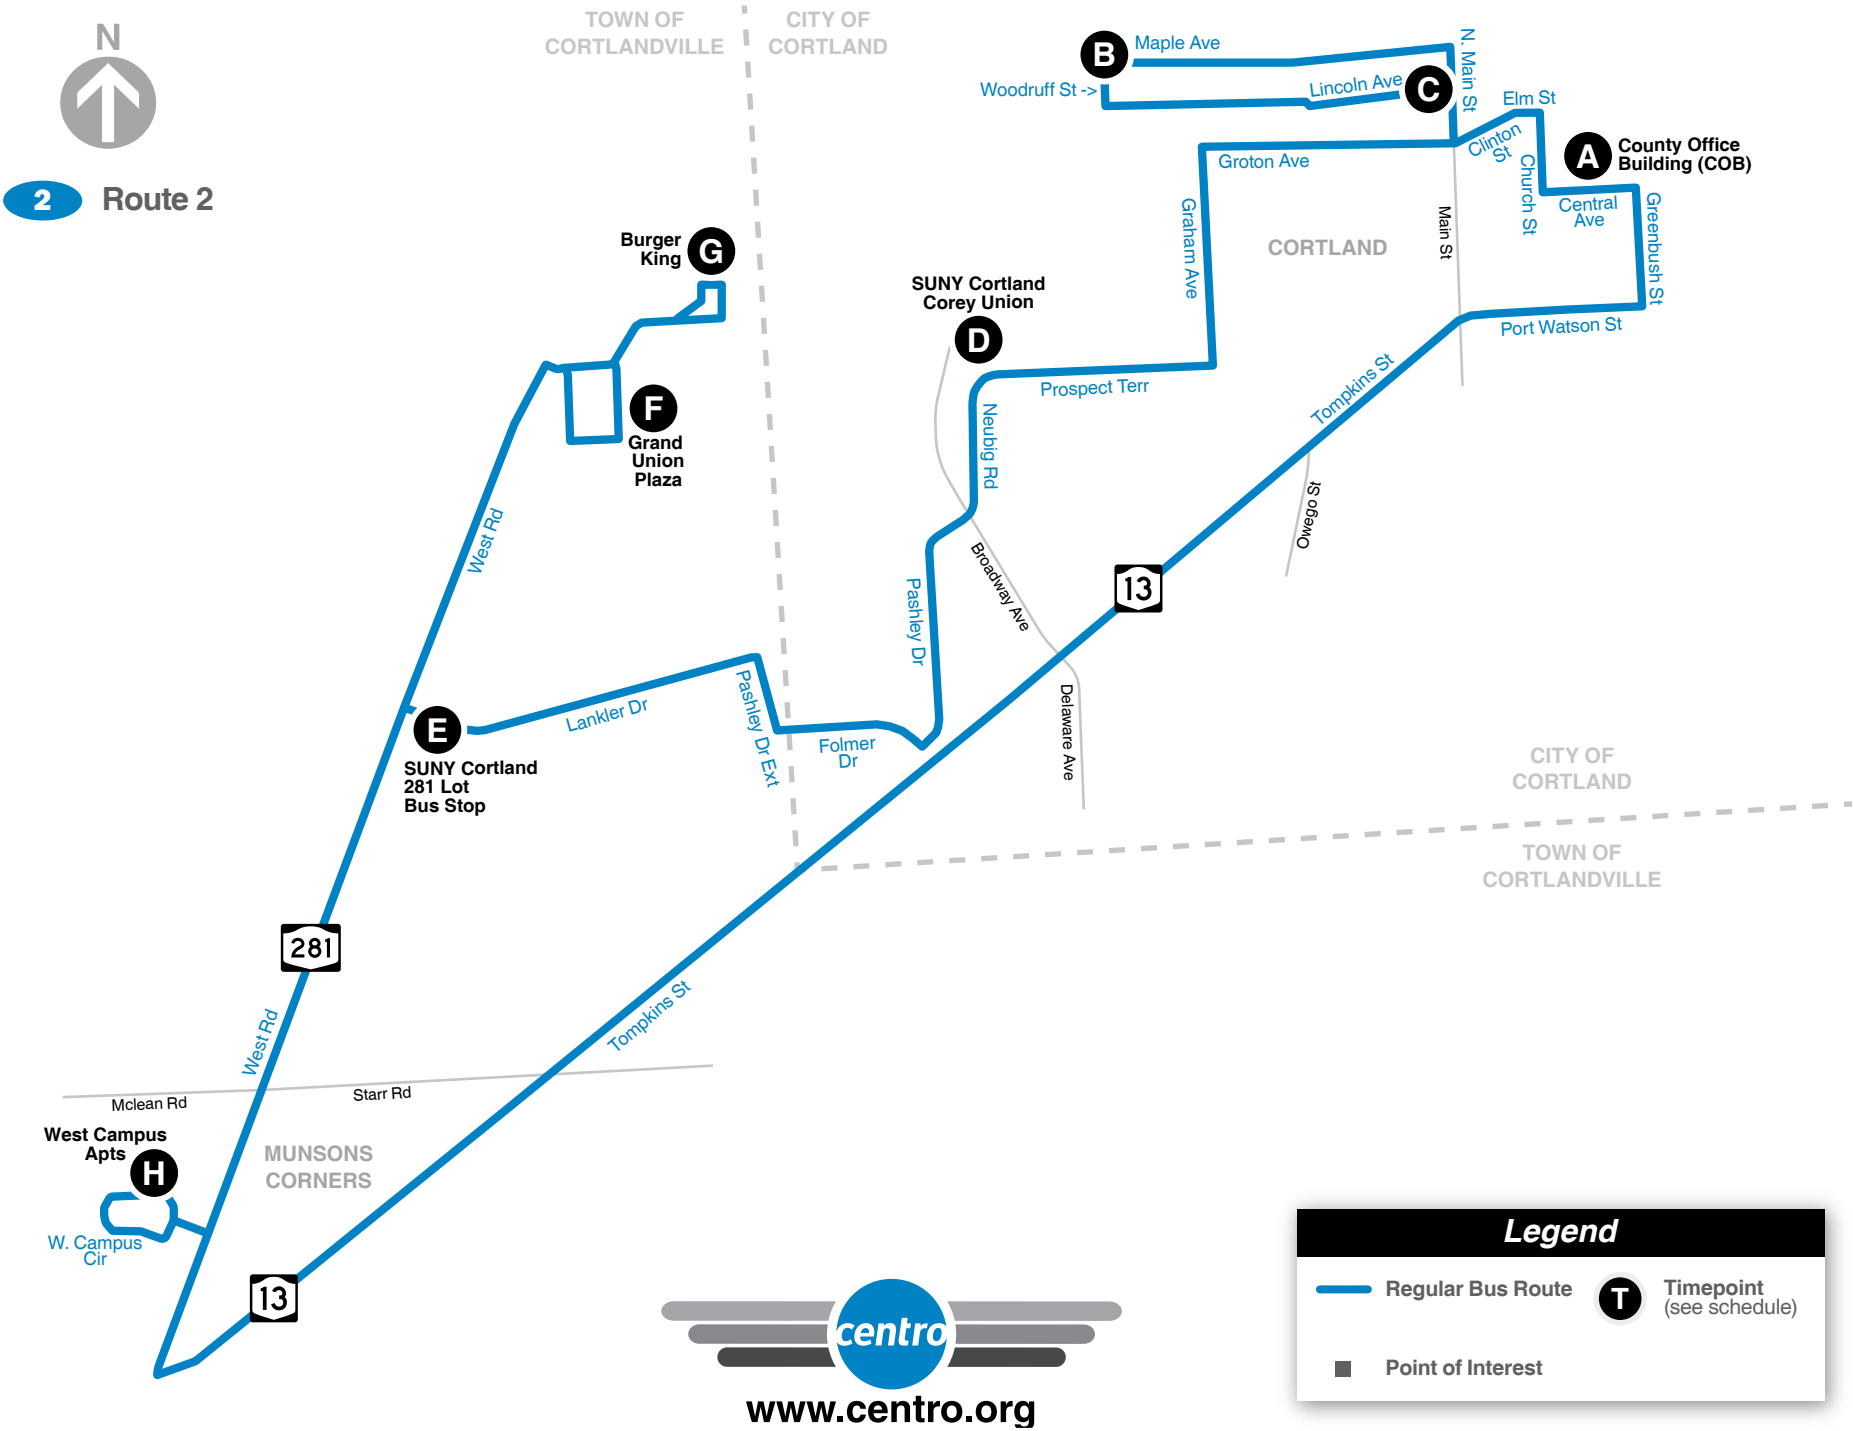 N
2
Route 2
TOWN OF
CORTLANDVILLE
CITY OF
CORTLAND
B
Maple Ave
Woodruff St ->
Lincoln Ave
C
N. Main St
Elm St
Clinton
St
A
County Office
Building (COB)
Groton Ave
Church St
Central
Ave
Greenbush St
Graham Ave
CORTLAND
Main St
Port Watson St
Burger
King
G
SUNY Cortland
Corey Union
D
Prospect Terr
Tompkins St
F
Grand
Union
Plaza
Neubig Rd
Owego St
West Rd
Broadway Ave
13
Pashley Dr
Lankler Dr
Pashley Dr Ext
Folmer
Dr
Delaware Ave
E
SUNY Cortland
281 Lot
Bus Stop
CITY OF
CORTLAND
TOWN OF
CORTLANDVILLE
281
West Rd
Tompkins St
Mclean Rd
Starr Rd
West Campus
Apts
H
MUNSONS
CORNERS
W. Campus
Cir
13
centro
www.centro.org
Legend
Regular Bus Route
T
Timepoint
(see schedule)
Point of Interest